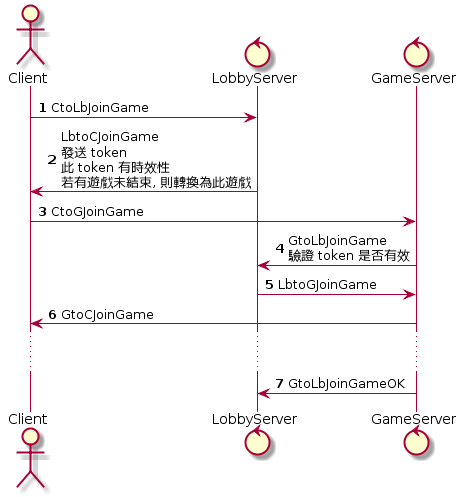 Client
LobbyServer
GameServer
1 CtoLbJoinGame
LbtoCJoinGame
發送 token
2 此 token 有時效性
若有遊戲未結束, 則轉換為此遊戲
3 CtoGJoinGame
4 GtoLbJoinGame
驗證 token 是否有效
5 LbtoGJoinGame
6 GtoCJoinGame
7 GtoLbJoinGameOK
Client
LobbyServer
GameServer